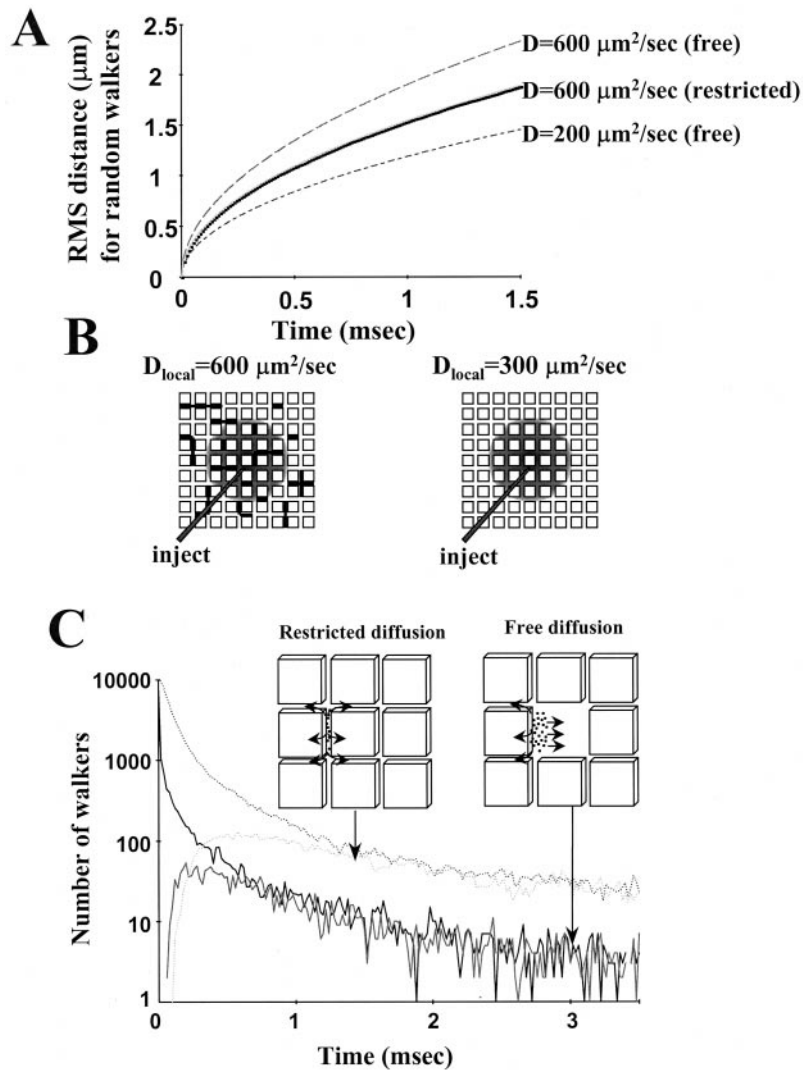 A
RMS distance (μm)
for random walkers
2.5
2
1.5
1
0.5
0
0
0.5
1
1.5
Time (msec)
D=600 μm²/sec (free)
D=600 μm²/sec (restricted)
D=200 μm²/sec (free)
B
D_local=600 μm²/sec
D_local=300 μm²/sec
inject
inject
C
Restricted diffusion
Free diffusion
Number of walkers
10000
1000
100
10
1
0
1
2
3
Time (msec)